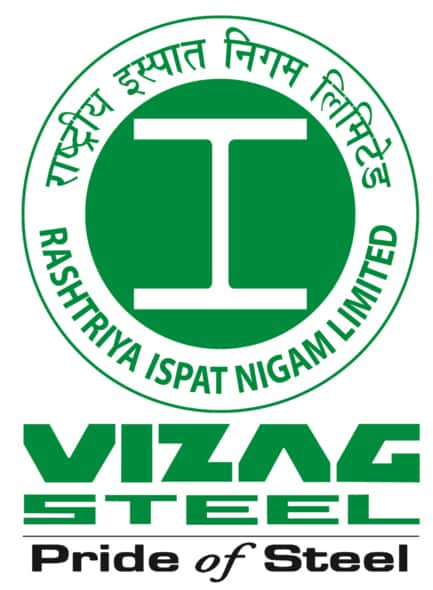 राष्ट्रीय इस्पात निगम लिमिटेड
RASHTRIYA ISPAT NIGAM LIMITED
VIZAG
STEEL
Pride of Steel